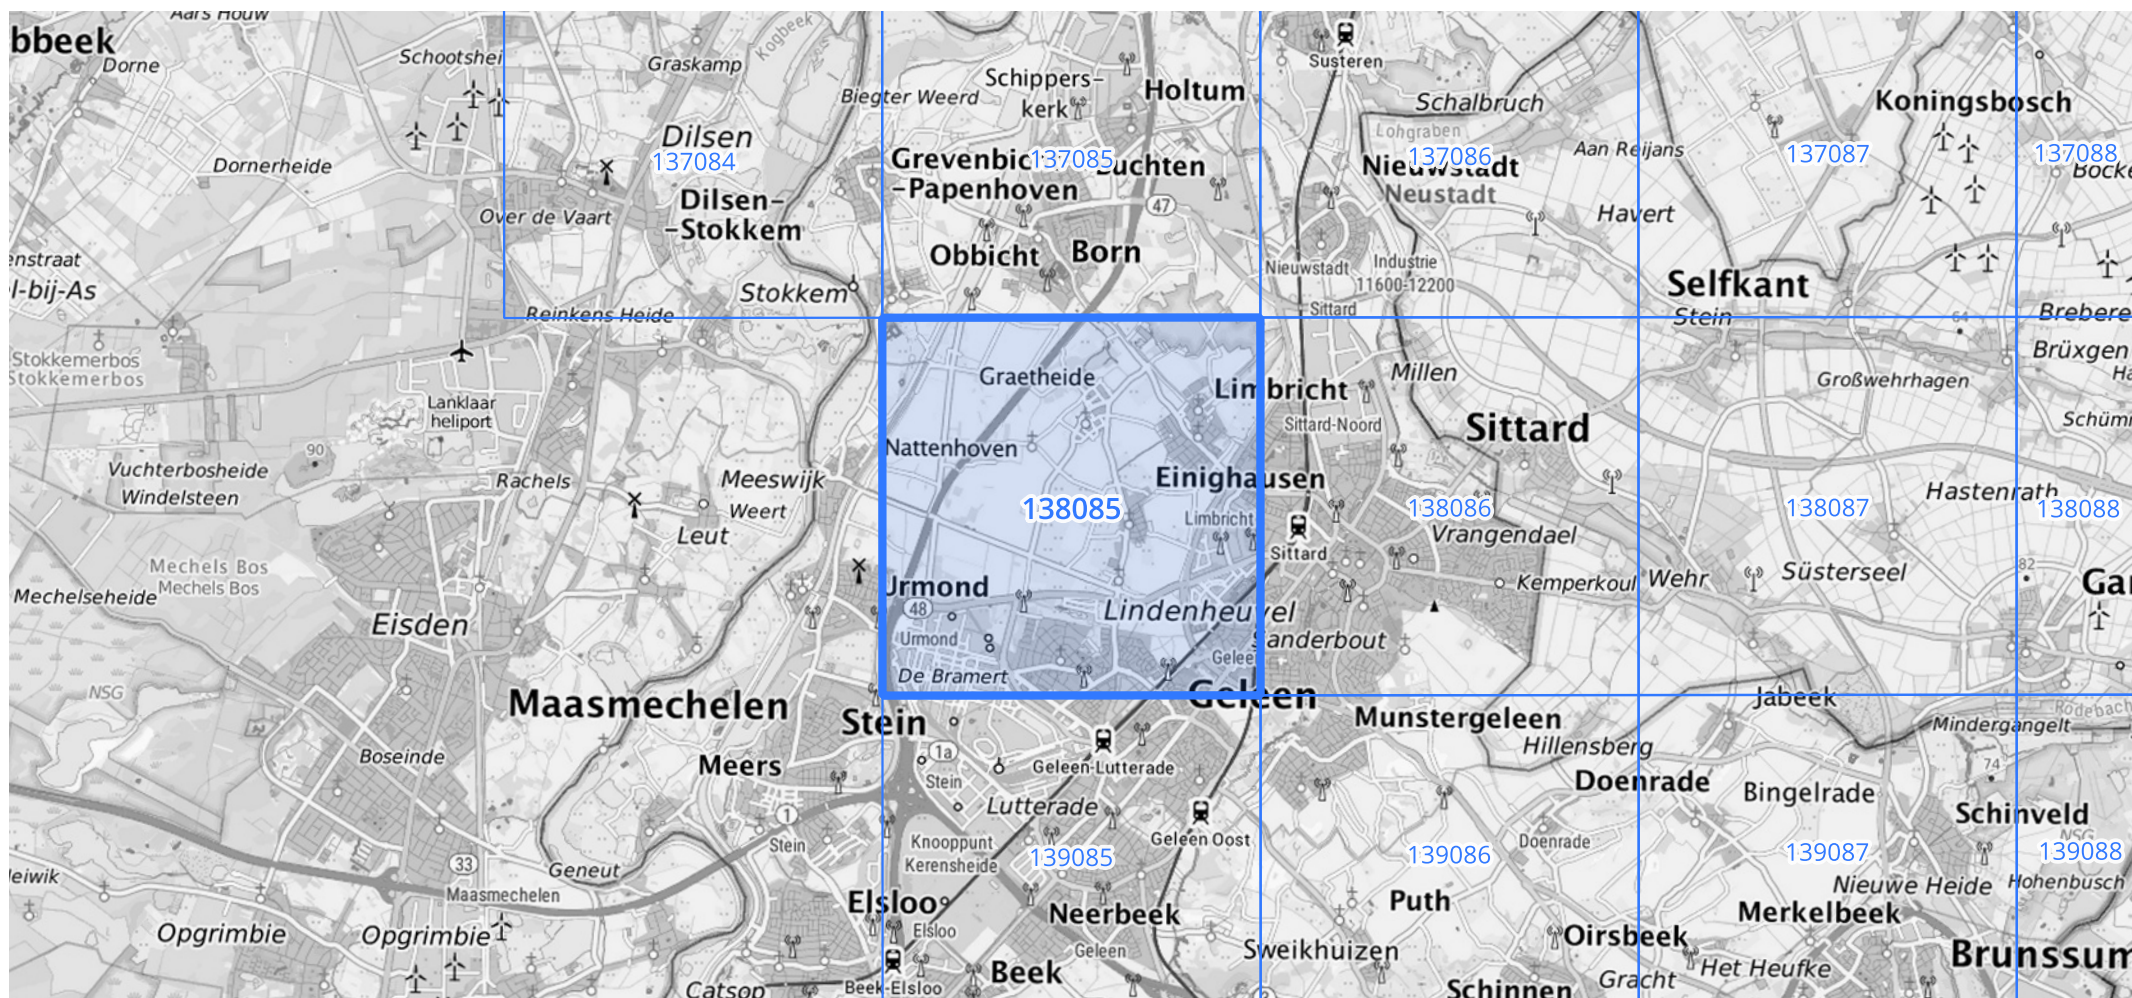 Aars Houw
bbeek
Dorne
Schootshei
Graskamp
Kogbeek
Biegter Weerd
Schippers-
kerk
Holtum
Susteren
Schalbruch
Koningsbosch
Dornerheide
Dilsen
137084
Grevenbic
137085
Buchten
-Papenhoven
Lohgraben
137086
Nieuwstadt
Neustadt
Aan Reijans
137087
137088
Bocke
Over de Vaart
Dilsen-
-Stokkem
47
Havert
Obbicht
Born
enstraat
l-bij-As
Stokkem
Nieuwstadt
Industrie
11600-12200
Sittard
Selfkant
Stein
64
Brebere
Reinkens Heide
Stokkemerbos
Stokkemerbos
Lanklaar
heliport
Graetheide
Limbricht
Millen
Großwehrhagen
Brüxgen
Hä
90
Vuchterbosheide
Windelsteen
Rachels
Meeswijk
Weert
Leut
Nattenhoven
Einighausen
138085
Limbricht
Sittard-Noord
Sittard
138086
Schümr
Hastenrath
138087
138088
Sittard
Vrangendael
Mechels Bos
Mechels Bos
Mechelseheide
Eisden
Urmond
48
Urmond
Lindenheuvel
Kemperkoul
Wehr
Süsterseel
82
Gar
Sanderbout
Gelee
De Bramert
NSG
Maasmechelen
Stein
Geleen
Munstergeleen
Jabeek
Rodebach
Mindergangelt
Hillensberg
Boseinde
Meers
1a
Stein
Geleen-Lutterade
Doenrade
Bingelrade
74
Schinveld
NSG
1
Stein
Lutterade
Knooppunt
Kerensheide
Geleen Oost
139085
139086
Doenrade
139087
139088
eiwik
33
Maasmechelen
Geneut
Nieuwe Heide
Hohenbusch
Opgrimbie
Opgrimbie
Elsloo
Elsloo
Neerbeek
Geleen
Puth
Merkelbeek
Sweikhuizen
Oirsbeek
Brunssum
Catsop
Beek-Elsloo
Beek
Schinnen
Gracht
Het Heufke